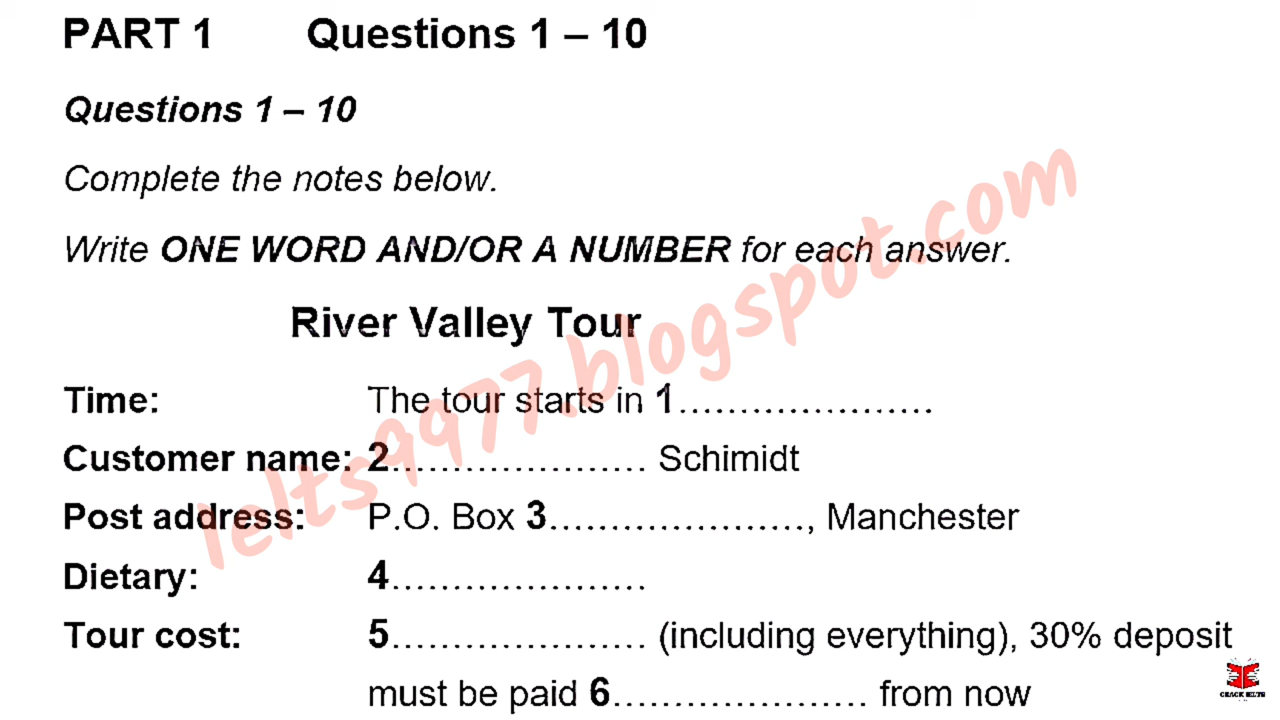 PART 1 Questions 1 – 10
Questions 1 – 10
Complete the notes below.
Write ONE WORD AND/OR A NUMBER for each answer.
River Valley Tour
Time: The tour starts in 1.....................
Customer name: 2..................... Schimidt
Post address: P.O. Box 3....................., Manchester
Dietary: 4.....................
Tour cost: 5..................... (including everything), 30% deposit
must be paid 6..................... from now
Ielts9977.blogspot.com
CRACK IELTS